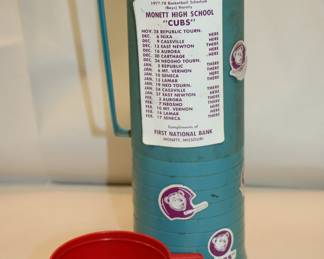 1977-78 Basketball Schedule
(Boys) Varsity
MONETT HIGH SCHOOL
"CUBS"
NOV. 28 REPUBLIC TOURN.
DEC. 6 NIXA HERE
DEC. 9 CASSVILLE HERE
DEC. 13 EAST NEWTON THERE
DEC. 16 AURORA HERE
DEC. 20 CARTHAGE HERE
DEC. 26 NEOSHO TOURN.
JAN. 3 REPUBLIC THERE
JAN. 6 MT. VERNON THERE
JAN. 10 SENECA HERE
JAN. 13 LAMAR THERE
JAN. 19 NEO TOURN.
JAN. 24 CASSVILLE THERE
JAN. 27 EAST NEWTON HERE
FEB. 3 AURORA THERE
FEB. 7 NEOSHO THERE
FEB. 10 MT. VERNON HERE
FEB. 14 LAMAR HERE
FEB. 17 SENECA THERE
Compliments of
FIRST NATIONAL BANK
MONETT, MISSOURI